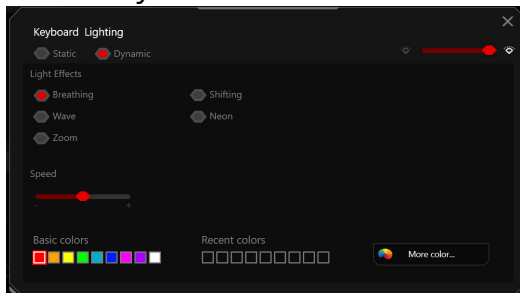 Keyboard Lighting
Static Dynamic
Light Effects
Breathing Shifting
Wave Neon
Zoom
Speed
- +
Basic colors Recent colors
More color...